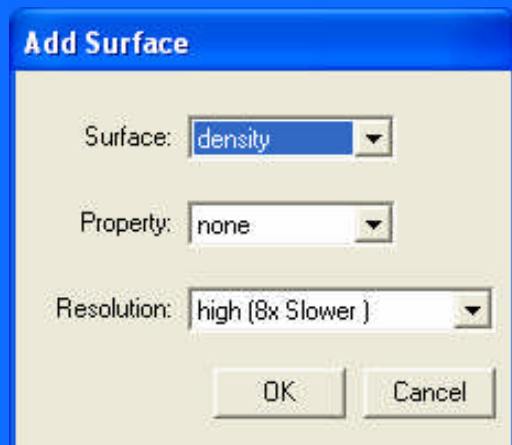 Add Surface
Surface: density
Property: none
Resolution: high (8x Slower )
OK Cancel